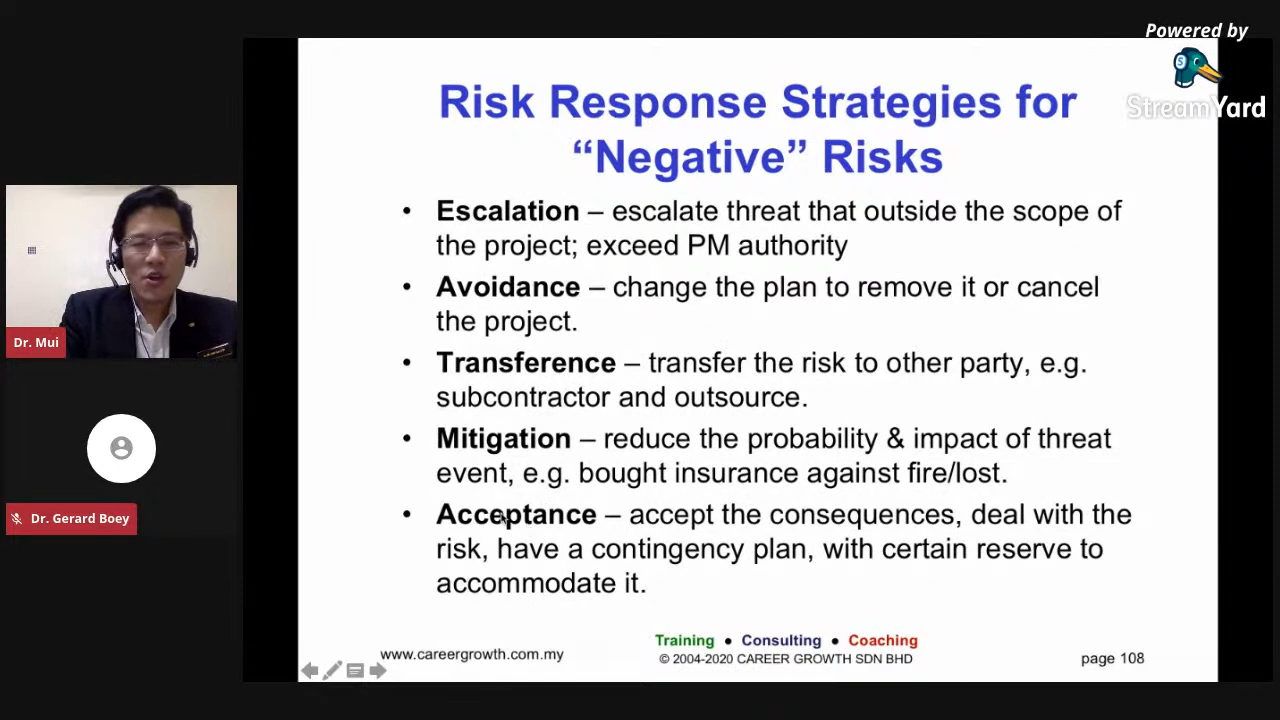 Powered by
StreamYard
Risk Response Strategies for
“Negative” Risks
• Escalation – escalate threat that outside the scope of
the project; exceed PM authority
• Avoidance – change the plan to remove it or cancel
the project.
• Transference – transfer the risk to other party, e.g.
subcontractor and outsource.
• Mitigation – reduce the probability & impact of threat
event, e.g. bought insurance against fire/lost.
• Acceptance – accept the consequences, deal with the
risk, have a contingency plan, with certain reserve to
accommodate it.
Dr. Mui
Dr. Gerard Boey
www.careergrowth.com.my
Training ● Consulting ● Coaching
© 2004-2020 CAREER GROWTH SDN BHD
page 108